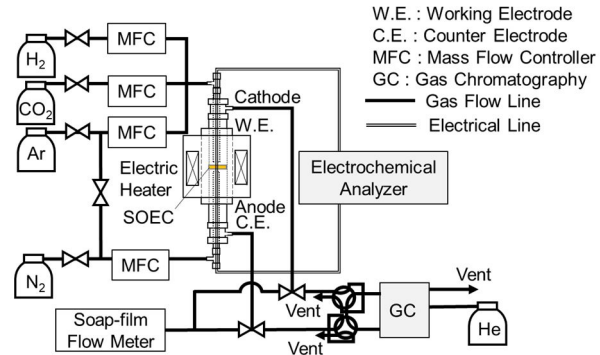 W.E. : Working Electrode
C.E. : Counter Electrode
MFC : Mass Flow Controller
GC : Gas Chromatography
Gas Flow Line
Electrical Line
H2
MFC
CO2
MFC
Cathode
W.E.
Ar
MFC
Electric
Heater
SOEC
Electrochemical
Analyzer
Anode
C.E.
N2
MFC
Vent
Vent
GC
He
Soap-film
Flow Meter
Vent